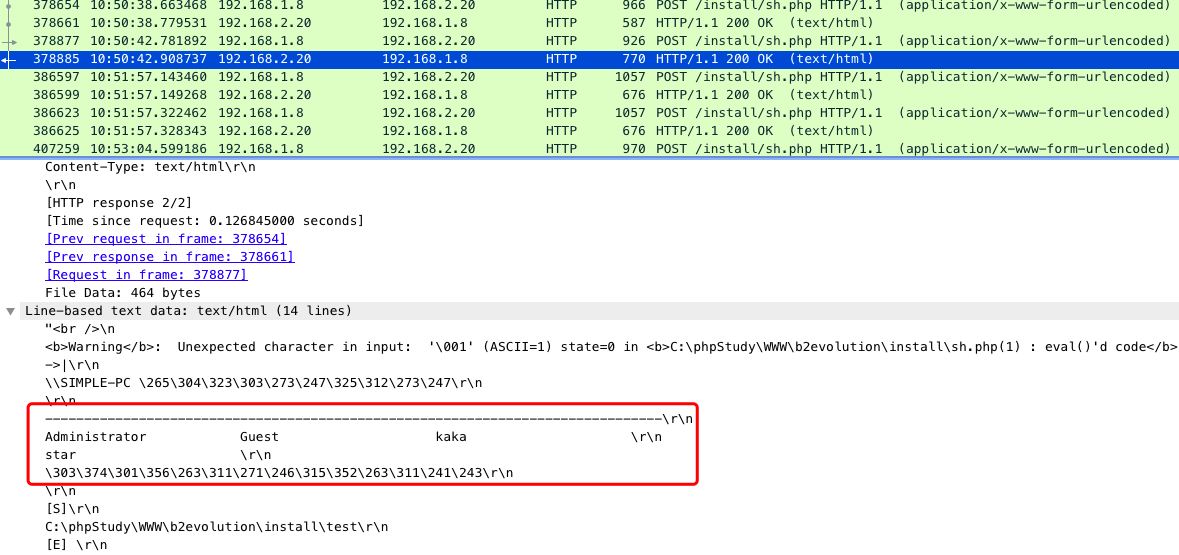 378654 10:50:38.663468 192.168.1.8 192.168.2.20 HTTP 966 POST /install/sh.php HTTP/1.1 (application/x-www-form-urlencoded)
378661 10:50:38.779531 192.168.2.20 192.168.1.8 HTTP 587 HTTP/1.1 200 OK (text/html)
378877 10:50:42.781892 192.168.1.8 192.168.2.20 HTTP 926 POST /install/sh.php HTTP/1.1 (application/x-www-form-urlencoded)
378885 10:50:42.908737 192.168.2.20 192.168.1.8 HTTP 770 HTTP/1.1 200 OK (text/html)
386597 10:51:57.143460 192.168.1.8 192.168.2.20 HTTP 1057 POST /install/sh.php HTTP/1.1 (application/x-www-form-urlencoded)
386599 10:51:57.149268 192.168.2.20 192.168.1.8 HTTP 676 HTTP/1.1 200 OK (text/html)
386623 10:51:57.322462 192.168.1.8 192.168.2.20 HTTP 1057 POST /install/sh.php HTTP/1.1 (application/x-www-form-urlencoded)
386625 10:51:57.328343 192.168.2.20 192.168.1.8 HTTP 676 HTTP/1.1 200 OK (text/html)
407259 10:53:04.599186 192.168.1.8 192.168.2.20 HTTP 970 POST /install/sh.php HTTP/1.1 (application/x-www-form-urlencoded)
Content-Type: text/html\r\n
\r\n
[HTTP response 2/2]
[Time since request: 0.126845000 seconds]
[Prev request in frame: 378654]
[Prev response in frame: 378661]
[Request in frame: 378877]
File Data: 464 bytes
Line-based text data: text/html (14 lines)
"<br />\n
<b>Warning</b>:  Unexpected character in input:  '\001' (ASCII=1) state=0 in <b>C:\phpStudy\WWW\b2evolution\install\sh.php(1) : eval()'d code</b>
->|\r\n
\\SIMPLE-PC \265\304\323\303\273\247\325\312\273\247\r\n
\r\n
-------------------------------------------------------------------------------\r\n
Administrator Guest kaka \r\n
star \r\n
\303\374\301\356\263\311\271\246\315\352\263\311\241\243\r\n
\r\n
[S]\r\n
C:\phpStudy\WWW\b2evolution\install\test\r\n
[E] \r\n